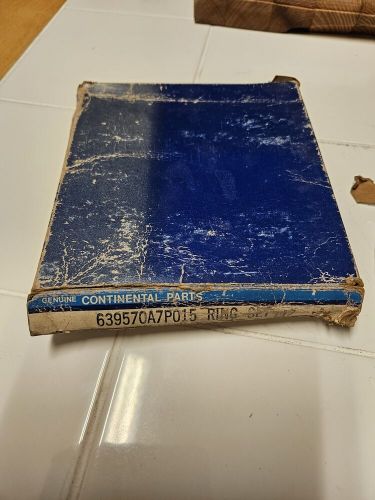 GENUINE CONTINENTAL PARTS
639570A7P015 RING SET